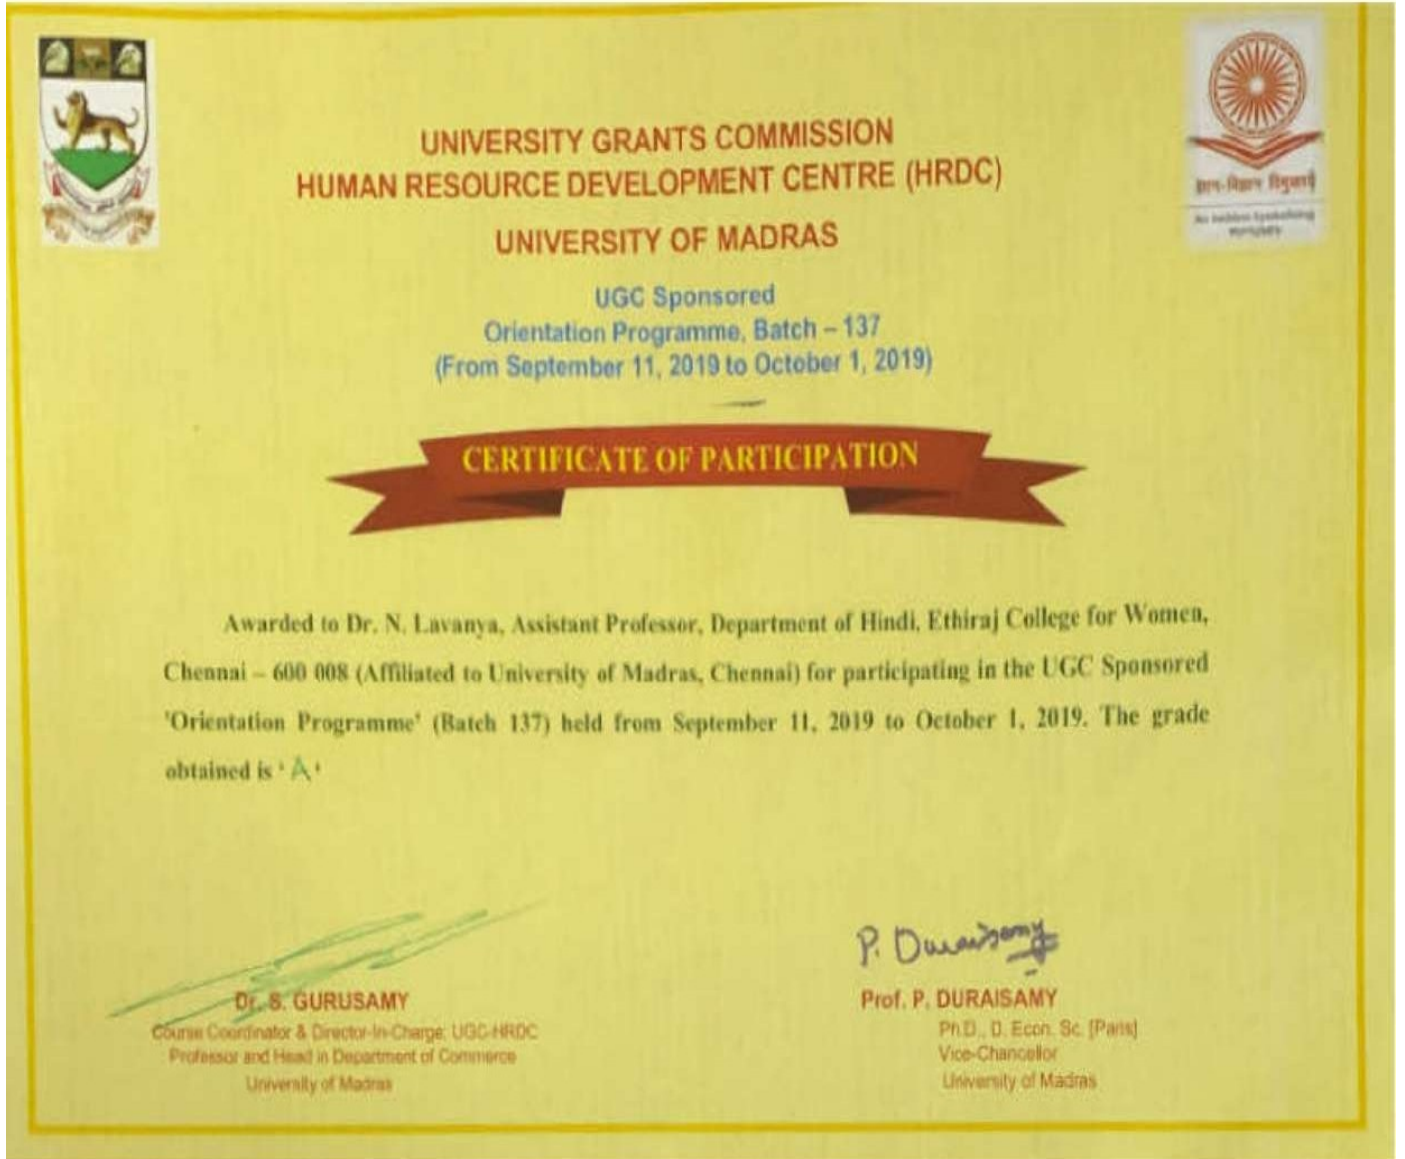 UNIVERSITY GRANTS COMMISSION
HUMAN RESOURCE DEVELOPMENT CENTRE (HRDC)
UNIVERSITY OF MADRAS
UGC Sponsored
Orientation Programme, Batch – 137
(From September 11, 2019 to October 1, 2019)
CERTIFICATE OF PARTICIPATION
Awarded to Dr. N. Lavanya, Assistant Professor, Department of Hindi, Ethiraj College for Women,
Chennai – 600 008 (Affiliated to University of Madras, Chennai) for participating in the UGC Sponsored
'Orientation Programme' (Batch 137) held from September 11, 2019 to October 1, 2019. The grade
obtained is ' A '
P. Duraisamy
Dr. S. GURUSAMY
Course Coordinator & Director-In-Charge, UGC-HRDC
Professor and Head in Department of Commerce
University of Madras
Prof. P. DURAISAMY
Ph.D., D. Econ. Sc. [Paris]
Vice-Chancellor
University of Madras